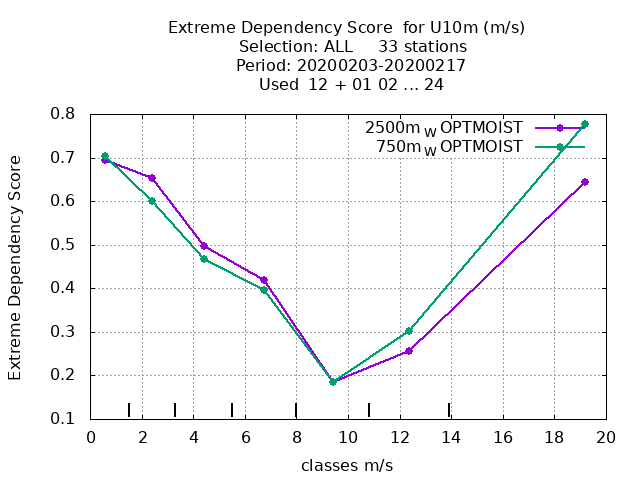 Extreme Dependency Score  for U10m (m/s)
Selection: ALL     33 stations
Period: 20200203-20200217
Used  12 + 01 02 ... 24
Extreme Dependency Score
0.8
0.7
0.6
0.5
0.4
0.3
0.2
0.1
2500m W OPTMOIST
750m W OPTMOIST
0 2 4 6 8 10 12 14 16 18 20
classes m/s